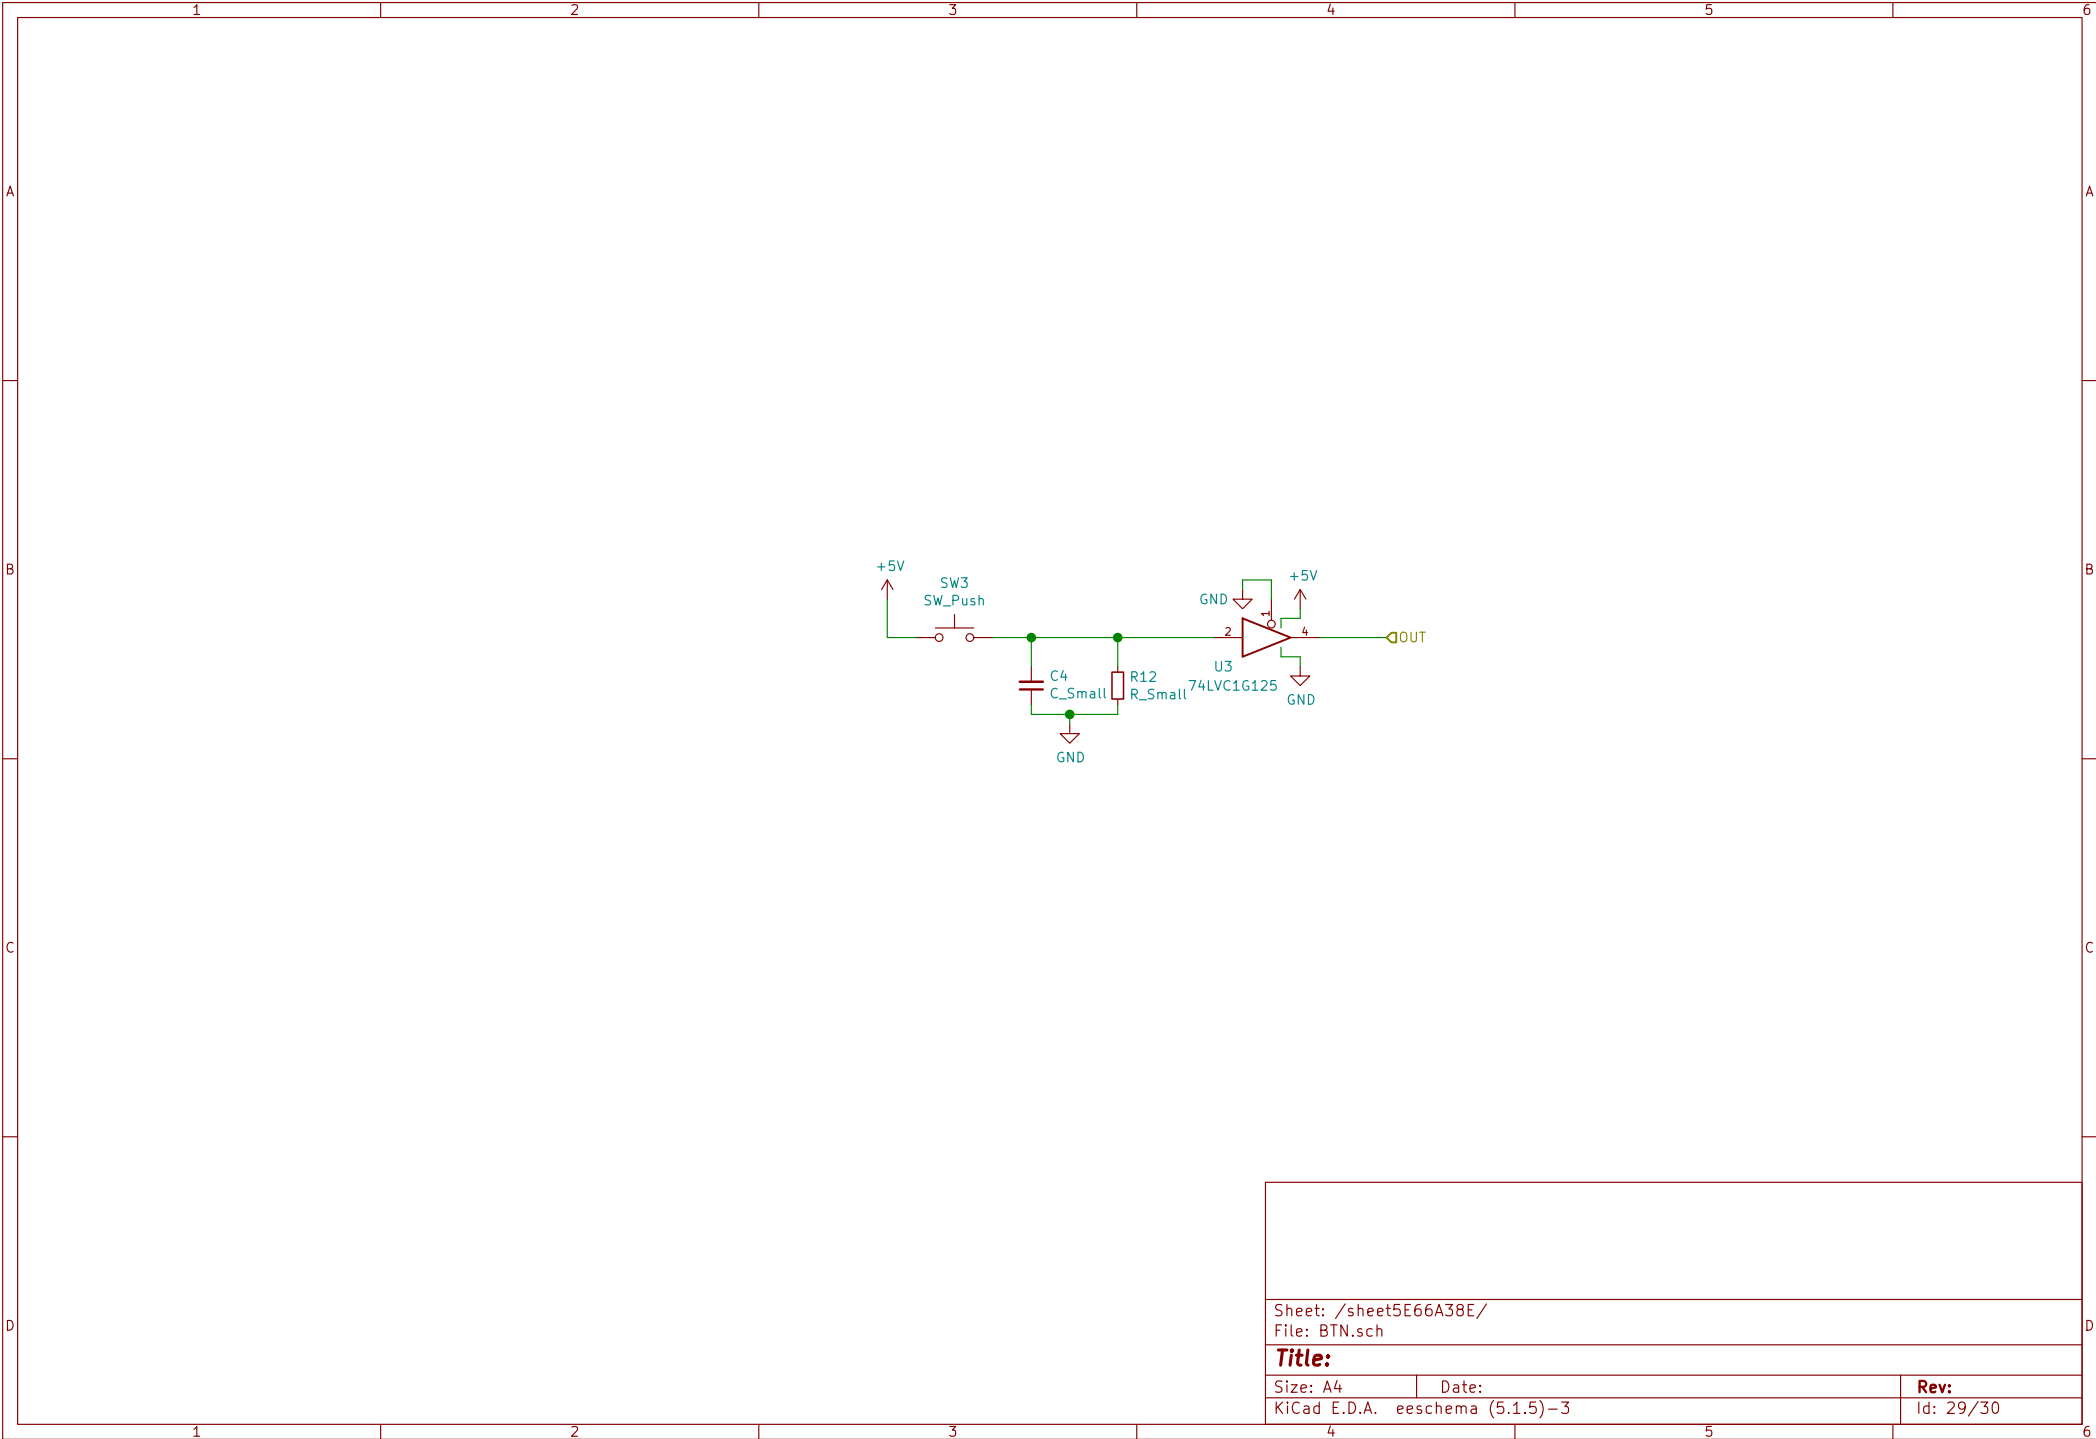 1 2 3 4 5 6
A A
+5V
SW3
SW_Push
+5V
GND
1
B B
2
4
OUT
U3
74LVC1G125
C4
C_Small
R12
R_Small
GND
GND
C C
Sheet: /sheet5E66A38E/
File: BTN.sch
D D
Title:
Size: A4 Date: Rev:
KiCad E.D.A. eeschema (5.1.5)-3 Id: 29/30
1 2 3 4 5 6